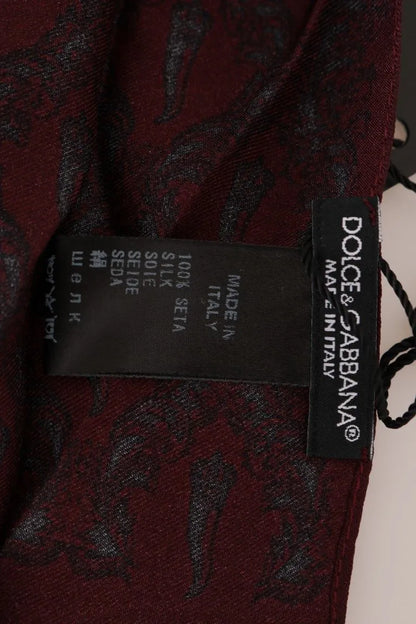 DOLCE&GABBANA®
MADE IN ITALY
MADE IN
ITALY
100% SETA
SILK
SOIE
SEIDE
SEDA
絹
шелк